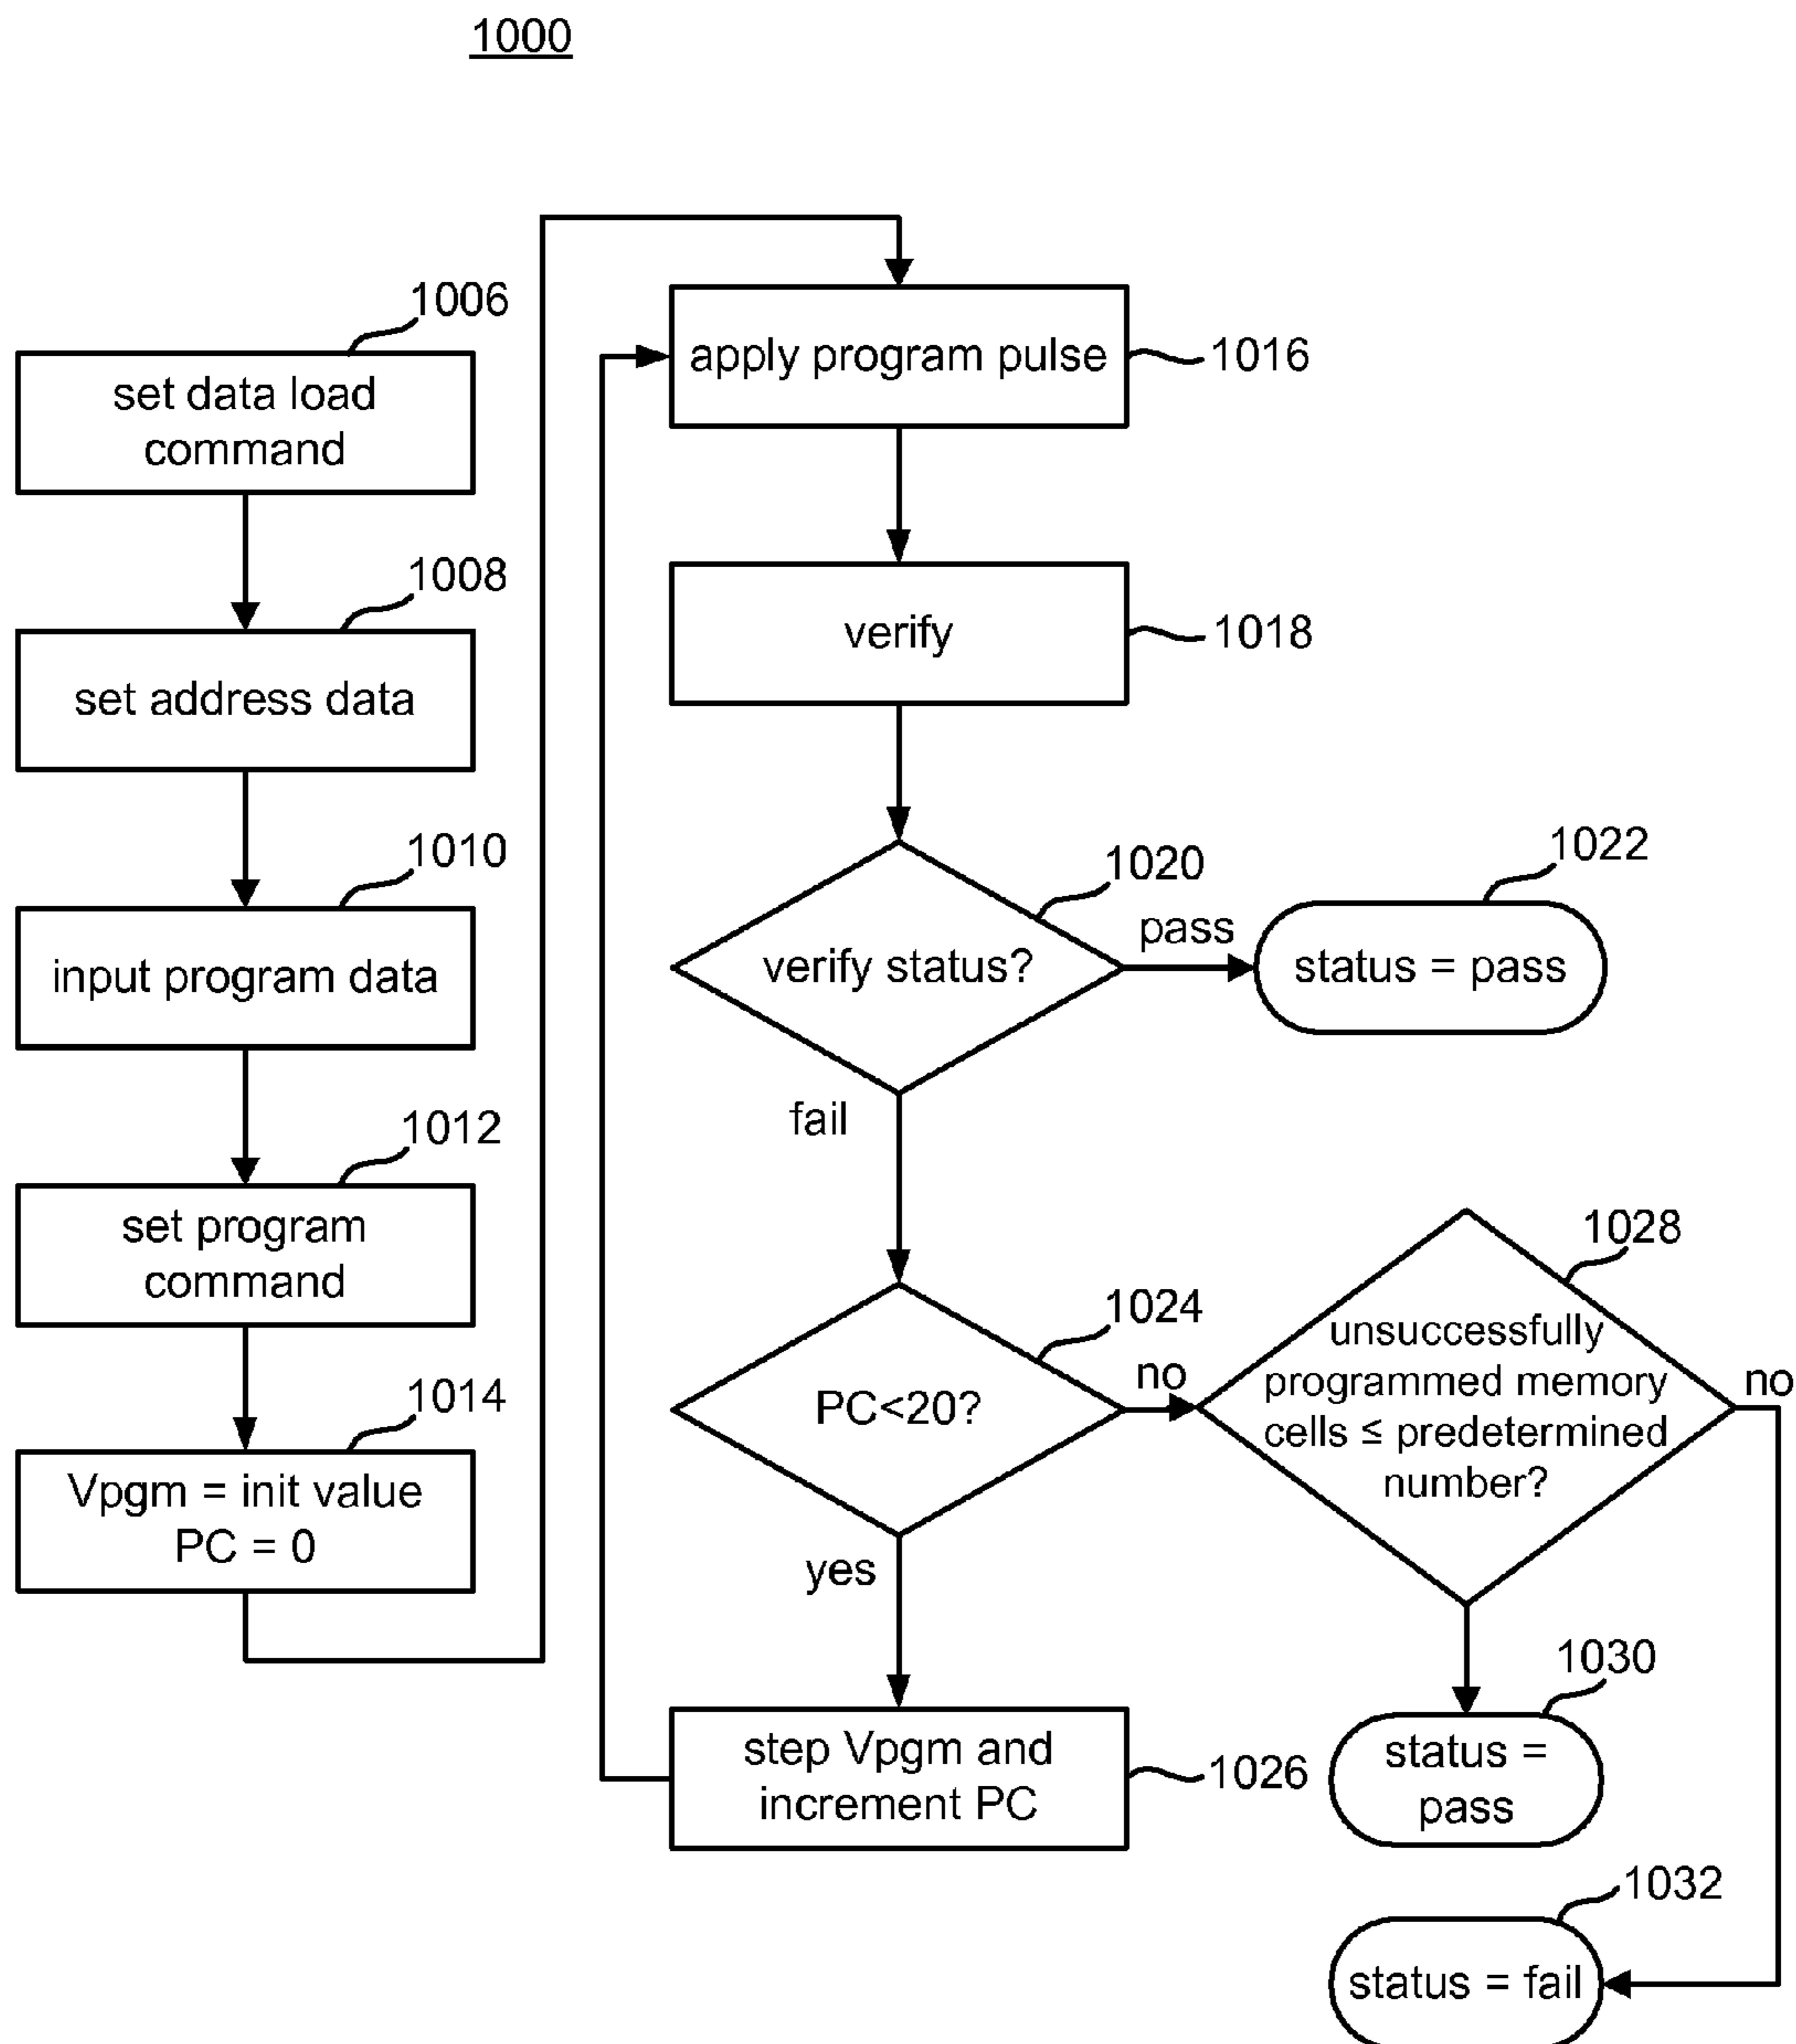 1000
1006
set data load
command
1008
set address data
1010
input program data
1012
set program
command
1014
Vpgm = init value
PC = 0
apply program pulse
1016
verify
1018
1020
verify status?
pass
1022
status = pass
fail
1024
PC<20?
no
1028
unsuccessfully
programmed memory
cells ≤ predetermined
number?
no
yes
step Vpgm and
increment PC
1026
1030
status =
pass
1032
status = fail